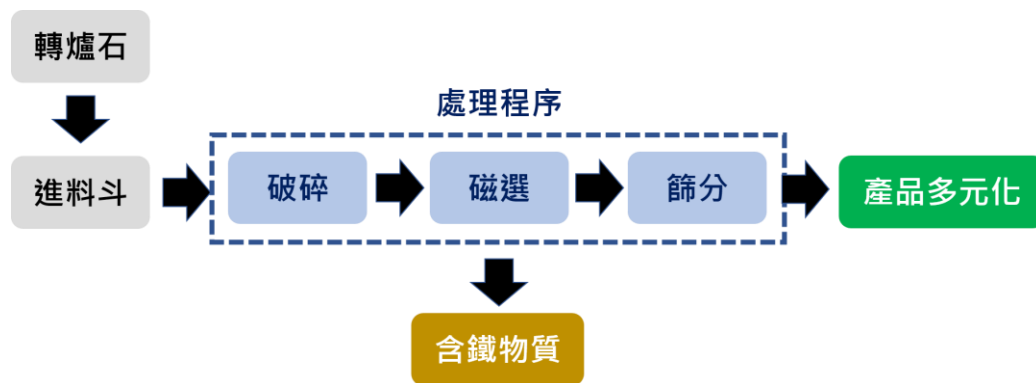 轉爐石
處理程序
進料斗
破碎
磁選
篩分
產品多元化
含鐵物質